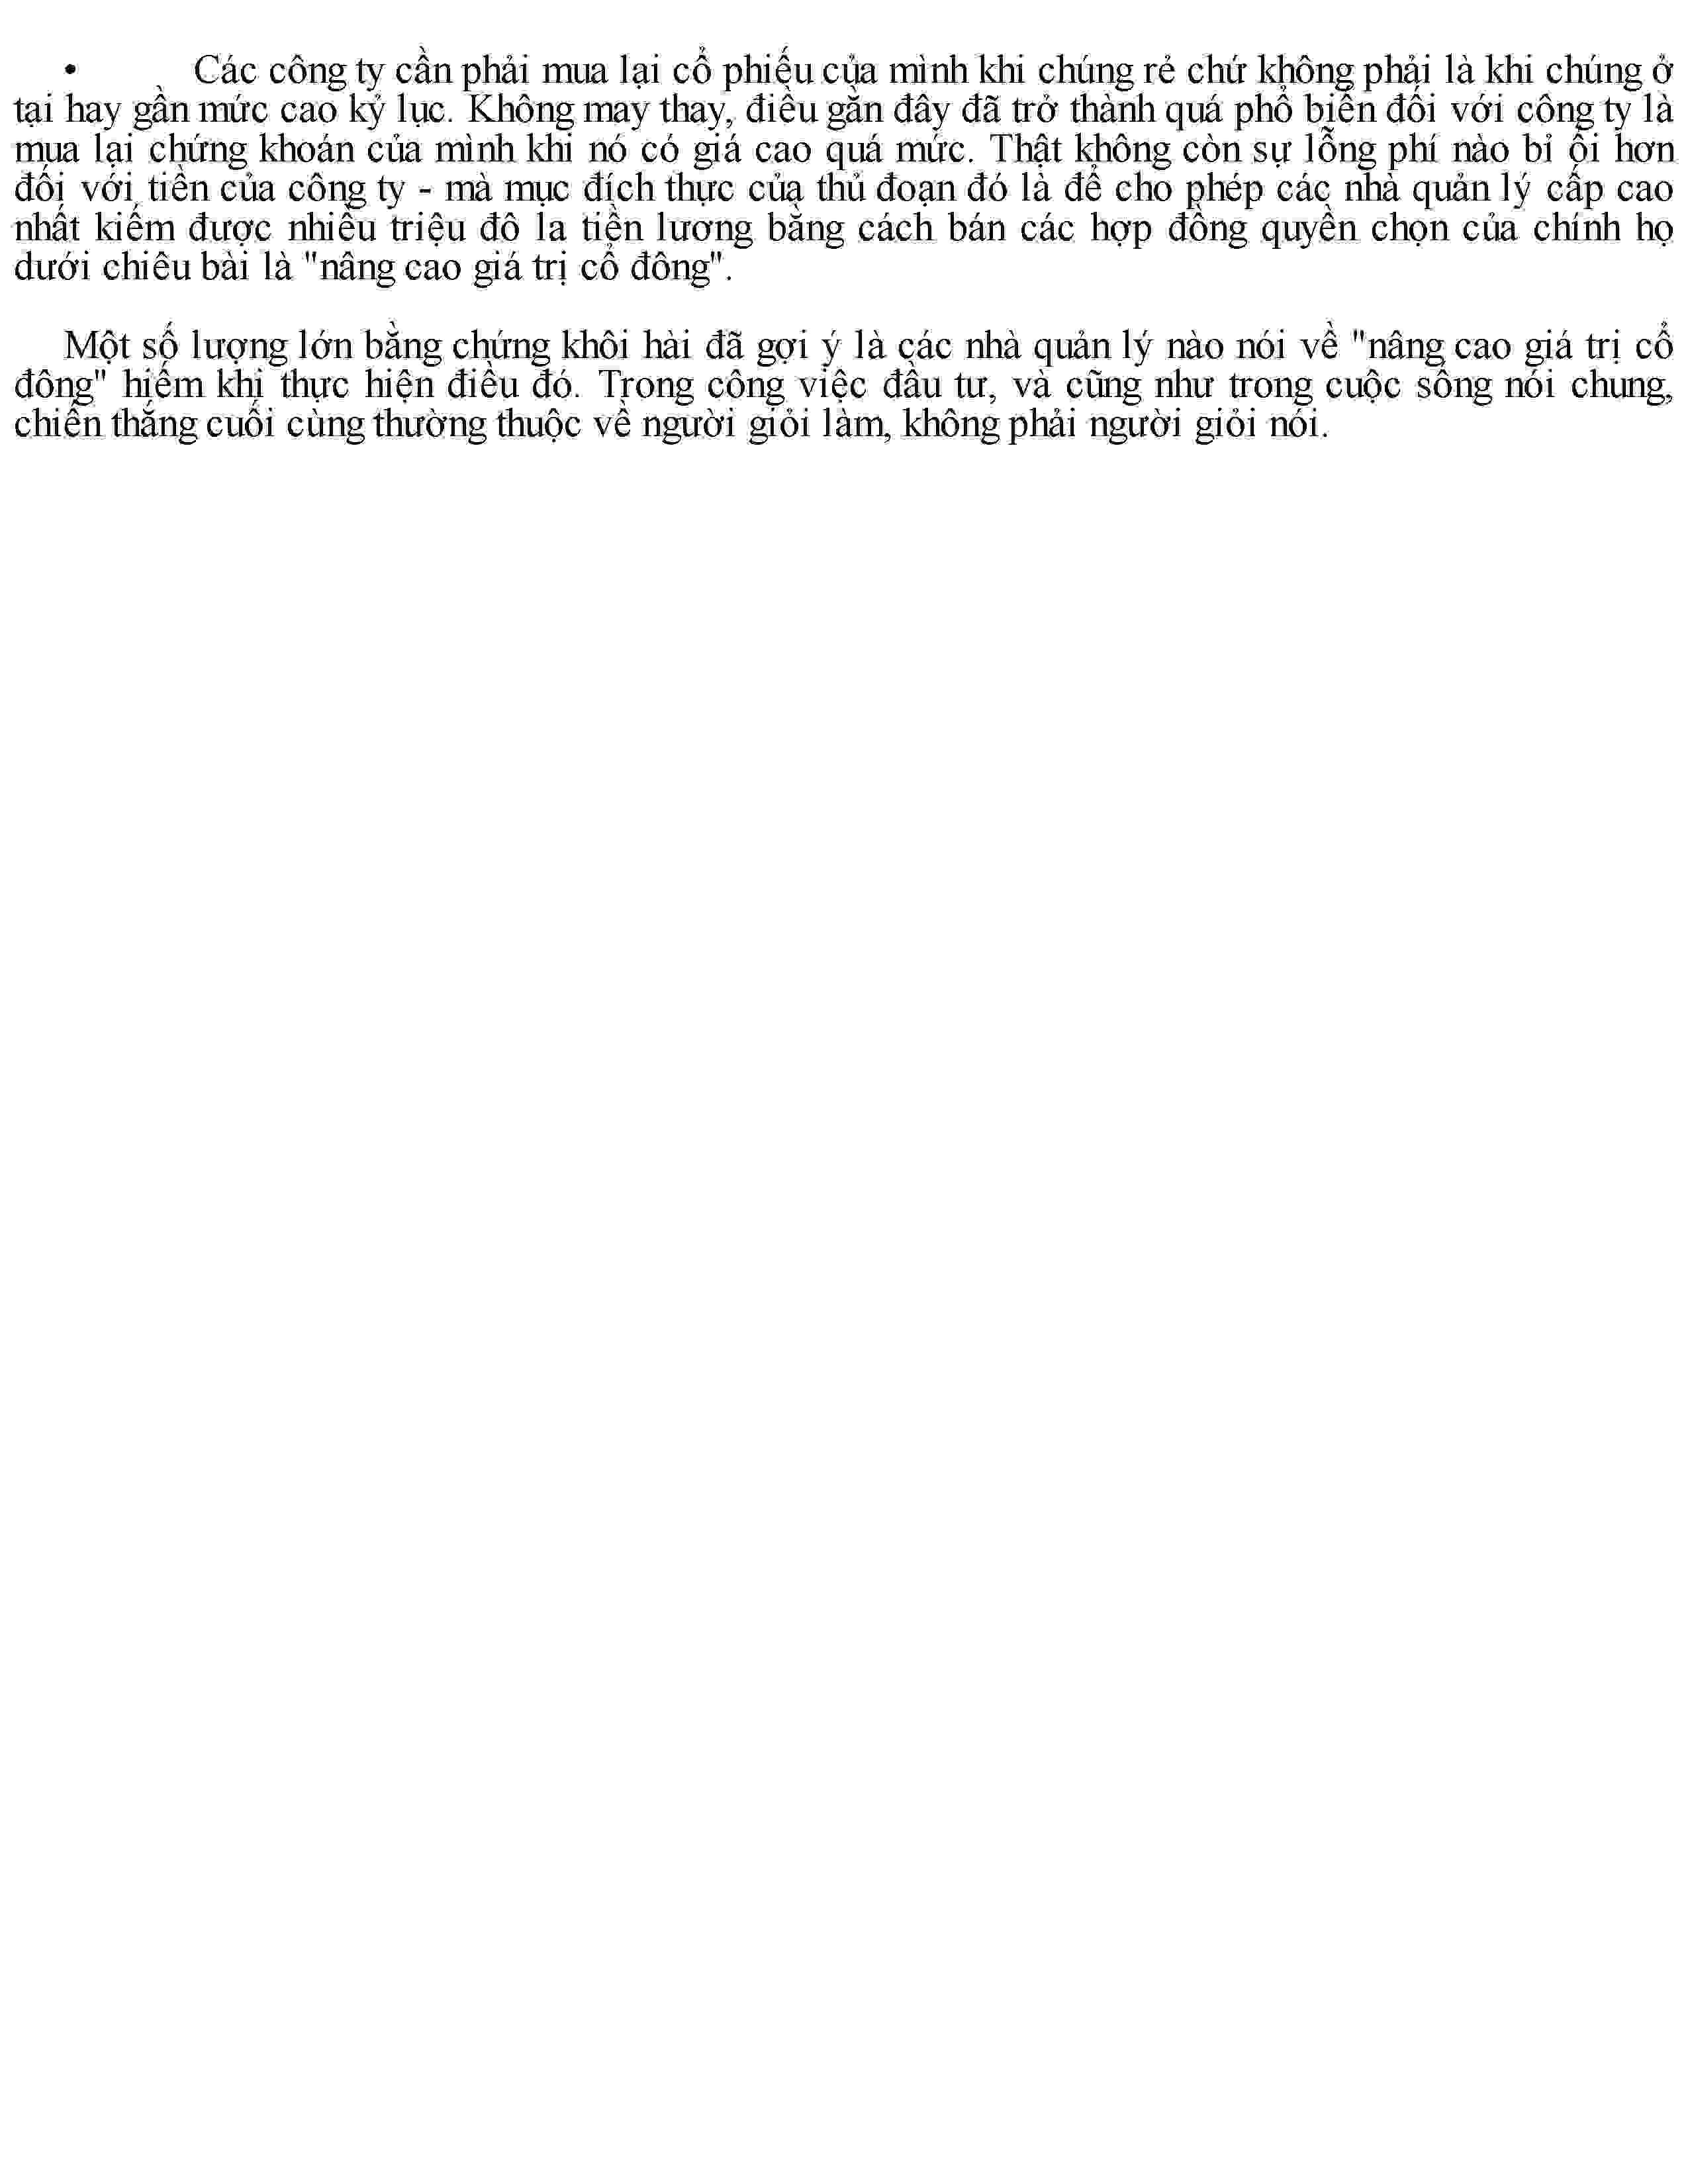 • Các công ty cần phải mua lại cổ phiếu của mình khi chúng rẻ chứ không phải là khi chúng ở
tại hay gần mức cao kỷ lục. Không may thay, điều gần đây đã trở thành quá phổ biến đối với công ty là
mua lại chứng khoán của mình khi nó có giá cao quá mức. Thật không còn sự lỗng phí nào bỉ ổi hơn
đối với tiền của công ty - mà mục đích thực của thủ đoạn đó là để cho phép các nhà quản lý cấp cao
nhất kiếm được nhiều triệu đô la tiền lương bằng cách bán các hợp đồng quyền chọn của chính họ
dưới chiêu bài là "nâng cao giá trị cổ đông".
Một số lượng lớn bằng chứng khôi hài đã gợi ý là các nhà quản lý nào nói về "nâng cao giá trị cổ
đông" hiếm khi thực hiện điều đó. Trong công việc đầu tư, và cũng như trong cuộc sống nói chung,
chiến thắng cuối cùng thường thuộc về người giỏi làm, không phải người giỏi nói.